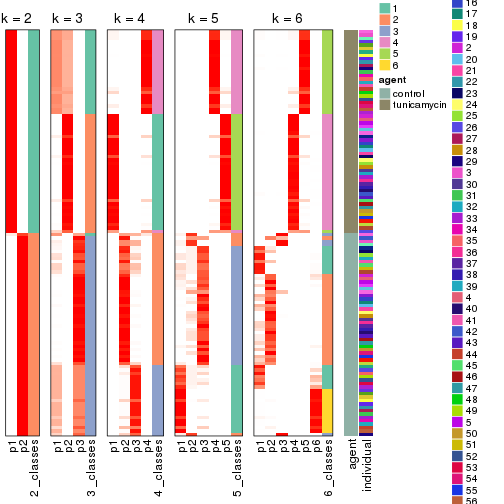 k = 2
k = 3
k = 4
k = 5
k = 6
p1
p2
2_classes
p1
p2
p3
3_classes
p1
p2
p3
p4
4_classes
p1
p2
p3
p4
p5
5_classes
p1
p2
p3
p4
p5
p6
6_classes
agent
individual
1
2
3
4
5
6
agent
control
tunicamycin
16
17
18
19
2
20
21
22
23
24
25
26
27
28
29
3
30
31
32
33
34
35
36
37
38
39
4
40
41
42
43
44
45
46
47
48
49
5
50
51
52
53
54
55
56